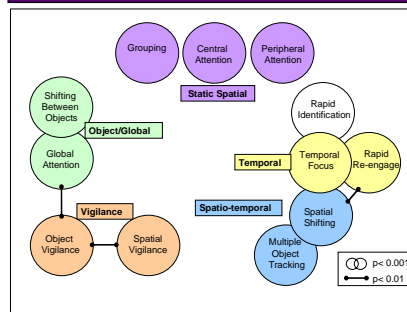 Grouping
Central
Attention
Peripheral
Attention
Static Spatial
Shifting
Between
Objects
Object/Global
Global
Attention
Rapid
Identification
Temporal
Temporal
Focus
Rapid
Re-engage
Vigilance
Spatio-temporal
Spatial
Shifting
Object
Vigilance
Spatial
Vigilance
Multiple
Object
Tracking
p< 0.001
p< 0.01